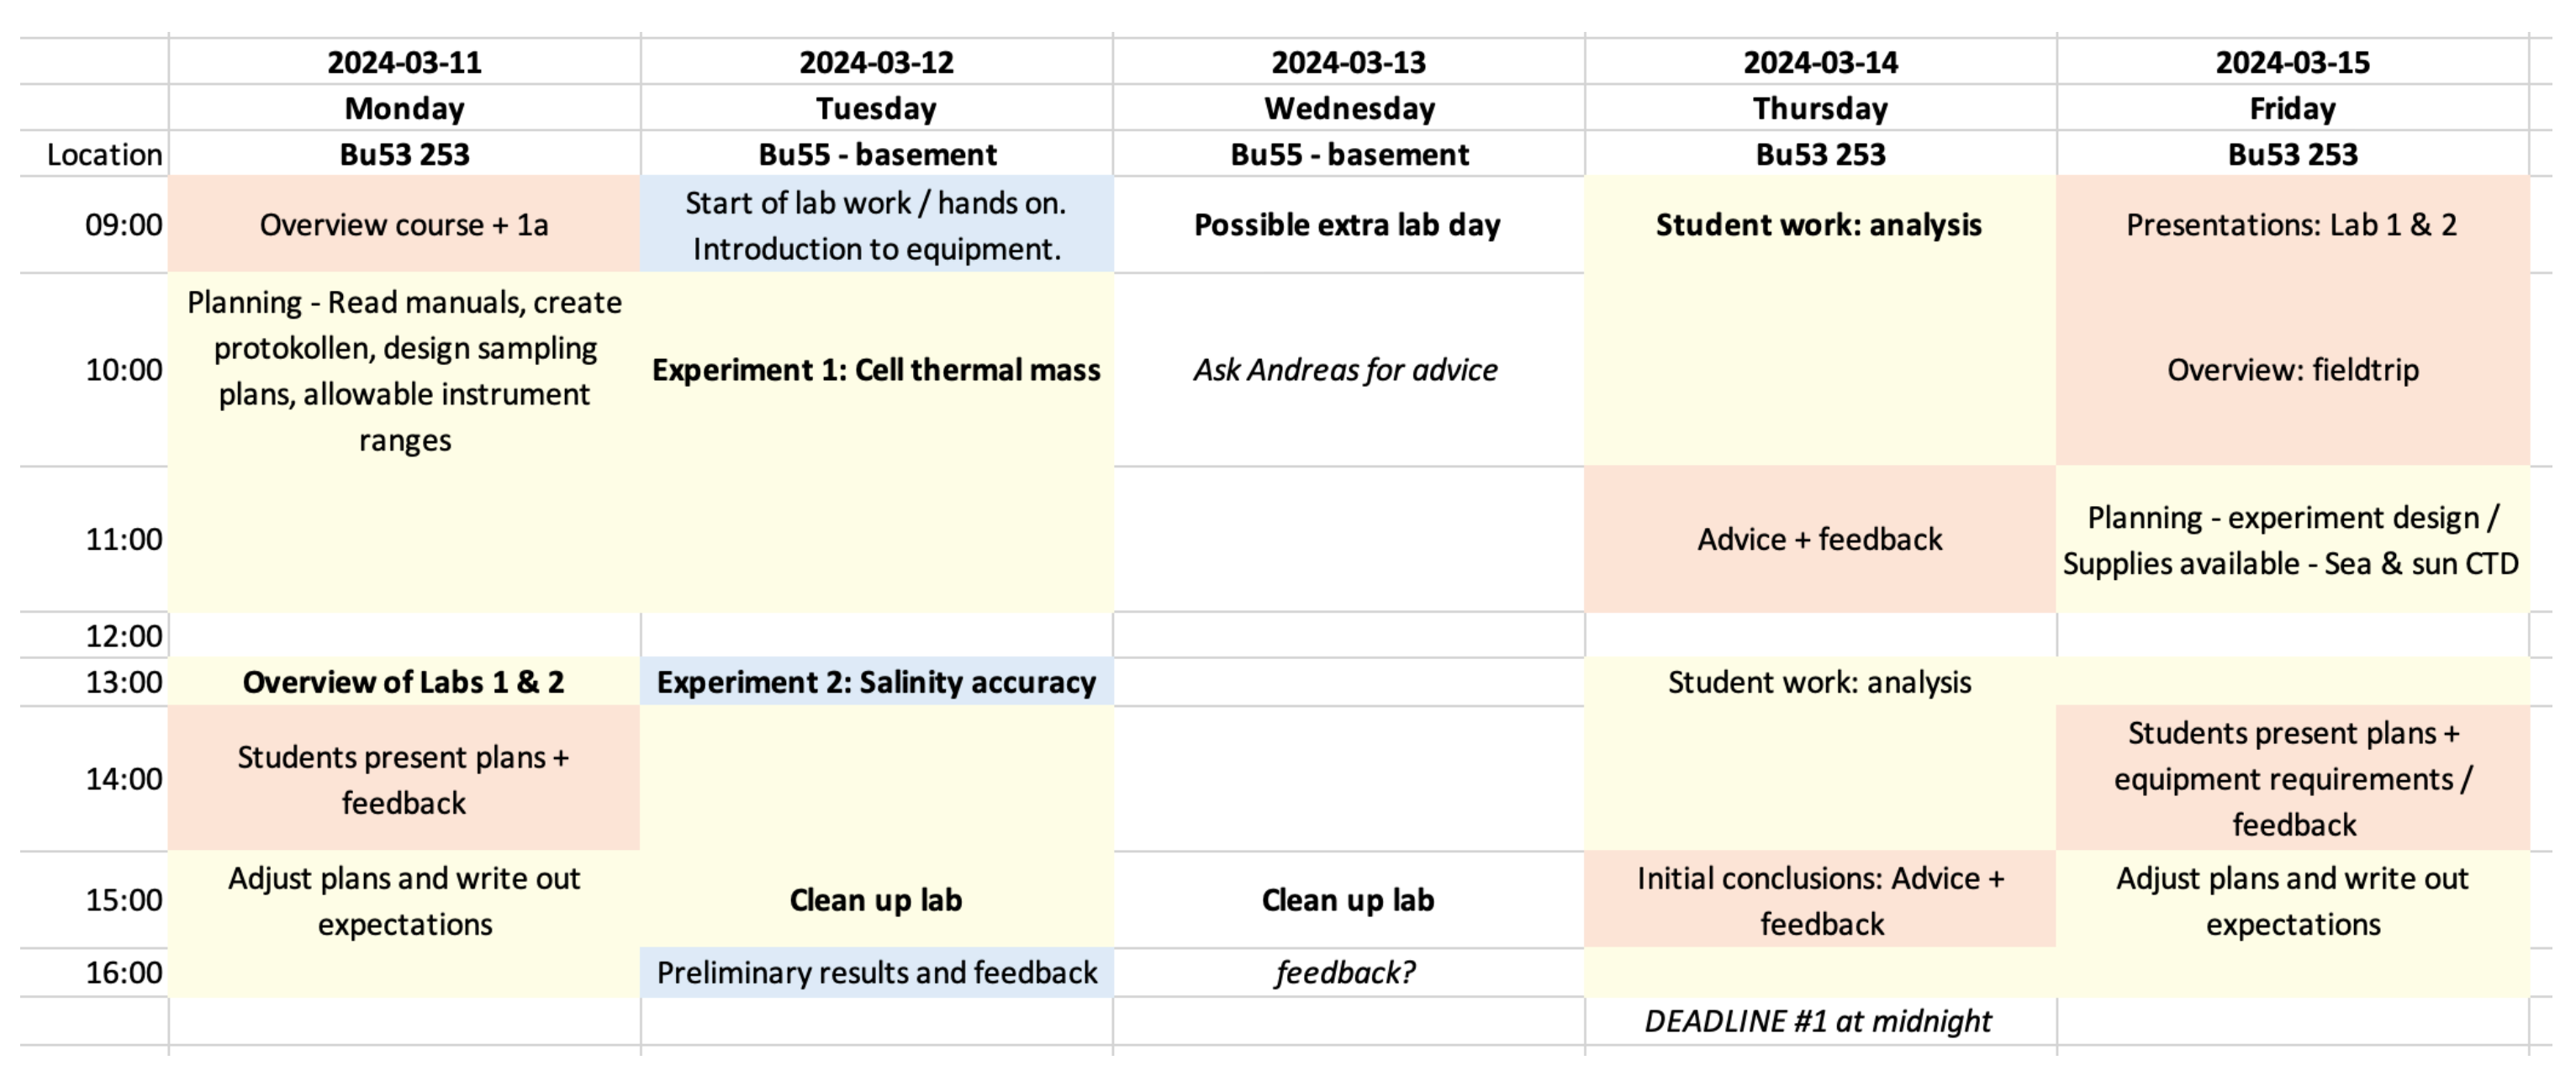 2024-03-11 2024-03-12 2024-03-13 2024-03-14 2024-03-15
Monday Tuesday Wednesday Thursday Friday
Location Bu53 253 Bu55 - basement Bu55 - basement Bu53 253 Bu53 253
09:00
Overview course + 1a
Start of lab work / hands on.
Introduction to equipment.
Possible extra lab day
Student work: analysis
Presentations: Lab 1 & 2
10:00
Planning - Read manuals, create
protokollen, design sampling
plans, allowable instrument
ranges
Experiment 1: Cell thermal mass
Ask Andreas for advice
Overview: fieldtrip
11:00
Advice + feedback
Planning - experiment design /
Supplies available - Sea & sun CTD
12:00
13:00
Overview of Labs 1 & 2
Experiment 2: Salinity accuracy
Student work: analysis
14:00
Students present plans +
feedback
Students present plans +
equipment requirements /
feedback
15:00
Adjust plans and write out
expectations
Clean up lab
Clean up lab
Initial conclusions: Advice +
feedback
Adjust plans and write out
expectations
16:00
Preliminary results and feedback
feedback?
DEADLINE #1 at midnight